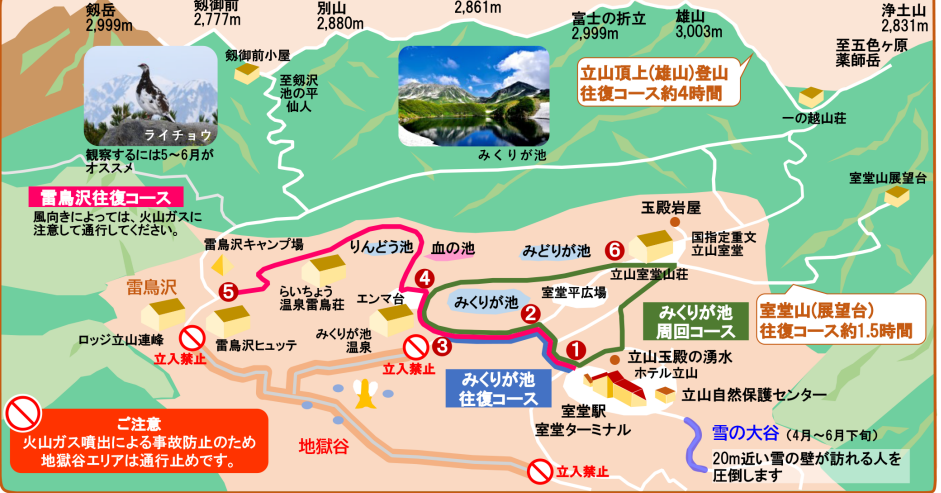 剱岳
2,999m
剱御前
2,777m
別山
2,880m
2,861m
富士の折立
2,999m
雄山
3,003m
浄土山
2,831m
至五色ヶ原
薬師岳
剱御前小屋
至剱沢
池の平
仙人
ライチョウ
観察するには5～6月が
オススメ
みくりが池
立山頂上(雄山)登山
往復コース約4時間
一の越山荘
室堂山展望台
雷鳥沢往復コース
風向きによっては、火山ガスに
注意して通行してください。
雷鳥沢キャンプ場
りんどう池
血の池
みどりが池
玉殿岩屋
国指定重文
立山室堂
6
立山室堂山荘
雷鳥沢
5
らいちょう
温泉雷鳥荘
4
エンマ台
みくりが池
2
室堂平広場
みくりが池
周回コース
室堂山(展望台)
往復コース約1.5時間
ロッジ立山連峰
立入禁止
雷鳥沢ヒュッテ
みくりが池
温泉
立入禁止
3
1
立山玉殿の湧水
ホテル立山
みくりが池
往復コース
立山自然保護センター
室堂駅
室堂ターミナル
ご注意
火山ガス噴出による事故防止のため
地獄谷エリアは通行止めです。
地獄谷
立入禁止
雪の大谷 (4月～6月下旬)
20m近い雪の壁が訪れる人を
圧倒します